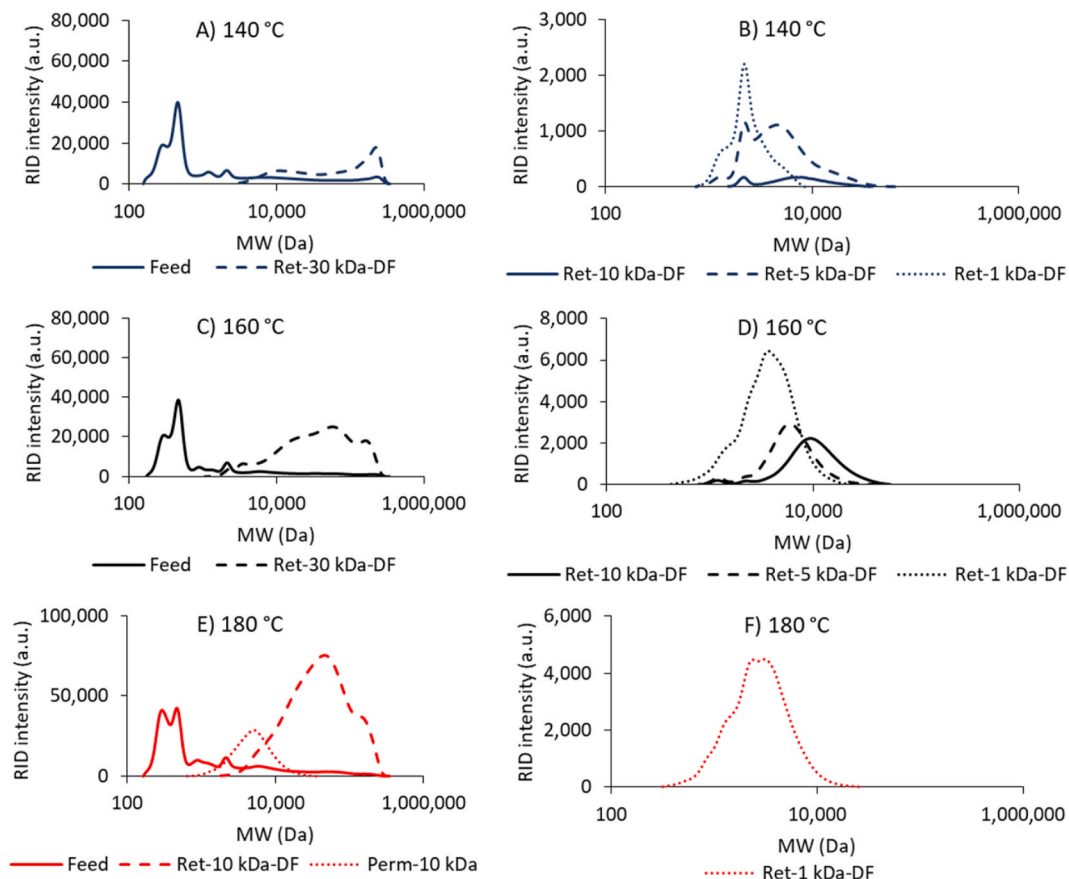 A) 140 °C
RID intensity (a.u.)
80,000
60,000
40,000
20,000
0
100 10,000 1,000,000
MW (Da)
Feed Ret-30 kDa-DF
B) 140 °C
RID intensity (a.u.)
3,000
2,000
1,000
0
100 10,000 1,000,000
MW (Da)
Ret-10 kDa-DF Ret-5 kDa-DF Ret-1 kDa-DF
C) 160 °C
RID intensity (a.u.)
80,000
60,000
40,000
20,000
0
100 10,000 1,000,000
MW (Da)
Feed Ret-30 kDa-DF
D) 160 °C
RID intensity (a.u.)
8,000
6,000
4,000
2,000
0
100 10,000 1,000,000
MW (Da)
Ret-10 kDa-DF Ret-5 kDa-DF Ret-1 kDa-DF
E) 180 °C
RID intensity (a.u.)
100,000
50,000
0
100 10,000 1,000,000
MW (Da)
Feed Ret-10 kDa-DF Perm-10 kDa
F) 180 °C
RID intensity (a.u.)
6,000
4,000
2,000
0
100 10,000 1,000,000
MW (Da)
Ret-1 kDa-DF